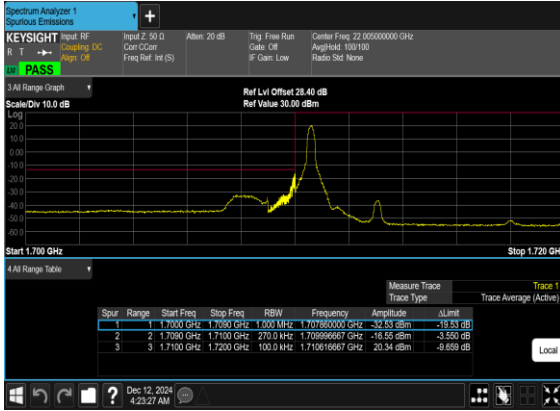 Spectrum Analyzer 1
Spurious Emissions
+
KEYSIGHT
R T
PASS
Input: RF
Coupling: DC
Align: Off
Input Z: 50 Ω
Corr CCorr
Freq Ref: Int (S)
Atten: 20 dB
Trig: Free Run
Gate: Off
IF Gain: Low
Center Freq: 22.005000000 GHz
Avg|Hold: 100/100
Radio Std: None
3 All Range Graph
Scale/Div 10.0 dB
Ref Lvl Offset 28.40 dB
Ref Value 30.00 dBm
Log
20.0
10.0
0.00
-10.0
-20.0
-30.0
-40.0
-50.0
-60.0
Start 1.700 GHz
Stop 1.720 GH
4 All Range Table
Measure Trace Trace 1
Trace Type Trace Average (Active)
Spur Range Start Freq Stop Freq RBW Frequency Amplitude ΔLimit
1 1 1.7000 GHz 1.7090 GHz 1.000 MHz 1.707860000 GHz -32.53 dBm -19.53 dB
2 2 1.7090 GHz 1.7100 GHz 270.0 kHz 1.709996667 GHz -16.55 dBm -3.550 dB
3 3 1.7100 GHz 1.7200 GHz 100.0 kHz 1.710616667 GHz 20.34 dBm -9.659 dB
Local
?
Dec 12, 2024
4:23:27 AM